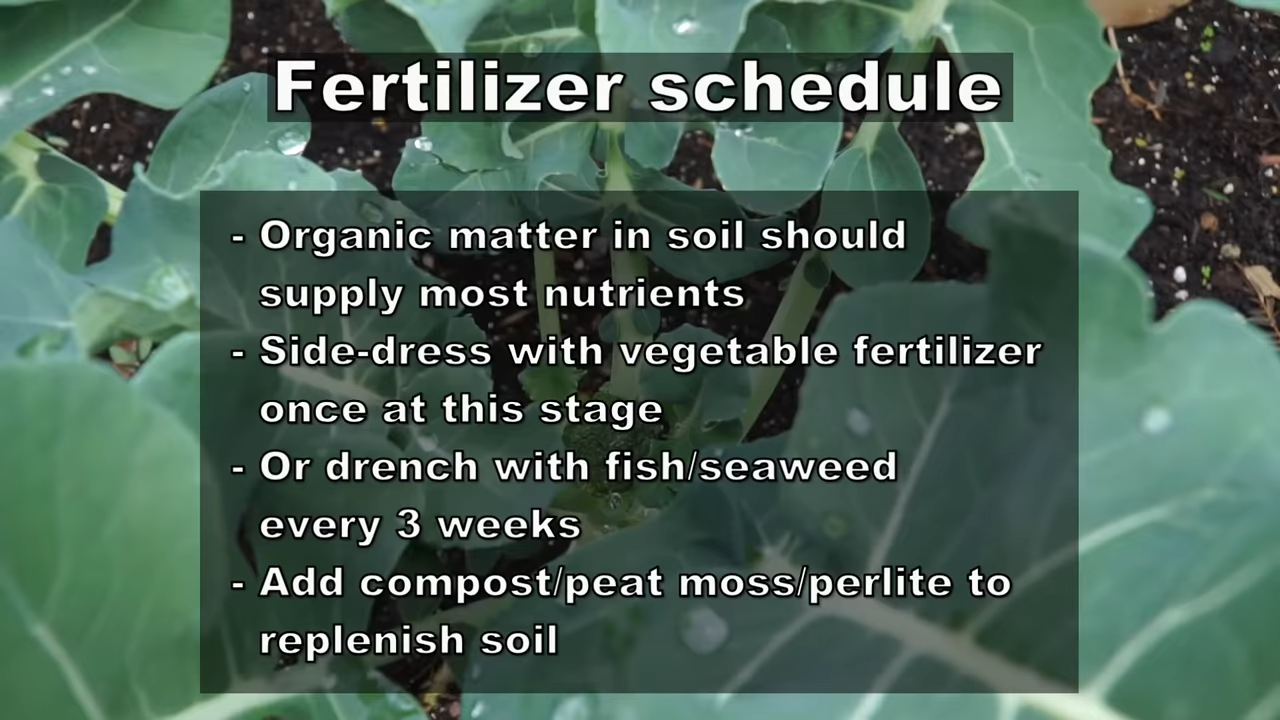 Fertilizer schedule
- Organic matter in soil should
supply most nutrients
- Side-dress with vegetable fertilizer
once at this stage
- Or drench with fish/seaweed
every 3 weeks
- Add compost/peat moss/perlite to
replenish soil